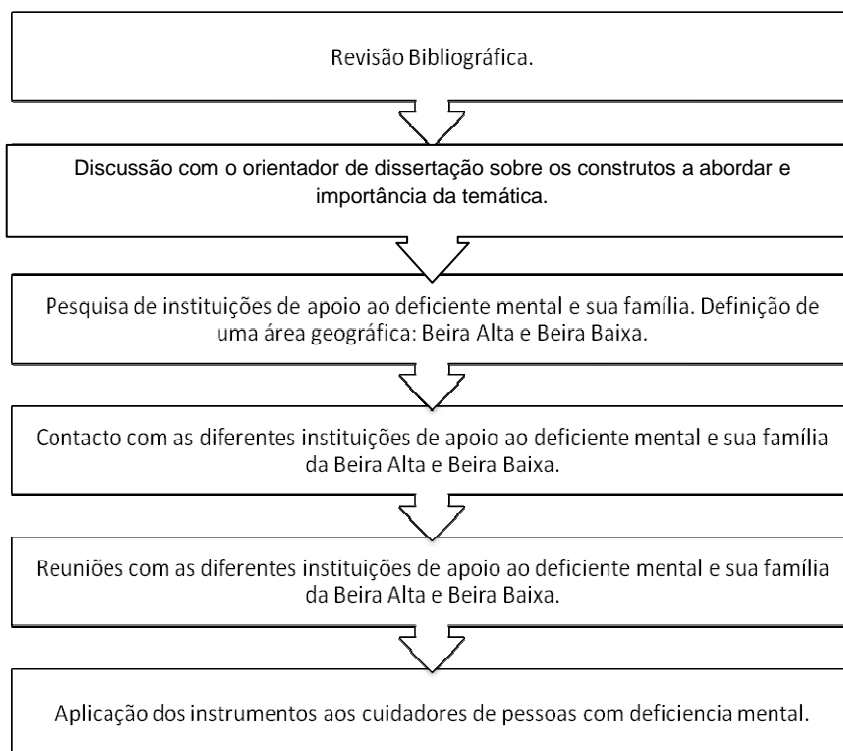 Revisão Bibliográfica.
Discussão com o orientador de dissertação sobre os construtos a abordar e
importância da temática.
Pesquisa de instituições de apoio ao deficiente mental e sua família. Definição de
uma área geográfica: Beira Alta e Beira Baixa.
Contacto com as diferentes instituições de apoio ao deficiente mental e sua família
da Beira Alta e Beira Baixa.
Reuniões com as diferentes instituições de apoio ao deficiente mental e sua família
da Beira Alta e Beira Baixa.
Aplicação dos instrumentos aos cuidadores de pessoas com deficiencia mental.